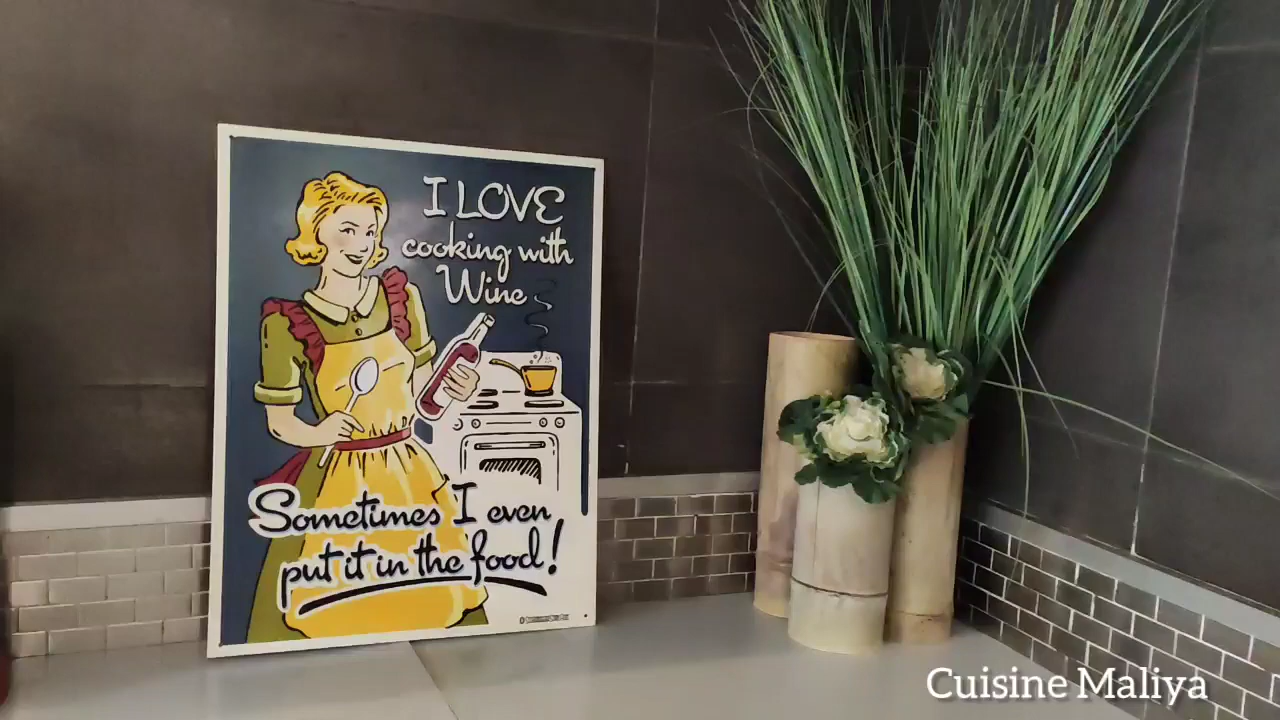 I LOVE
cooking with
Wine
Sometimes I even
put it in the food!
Cuisine Maliya